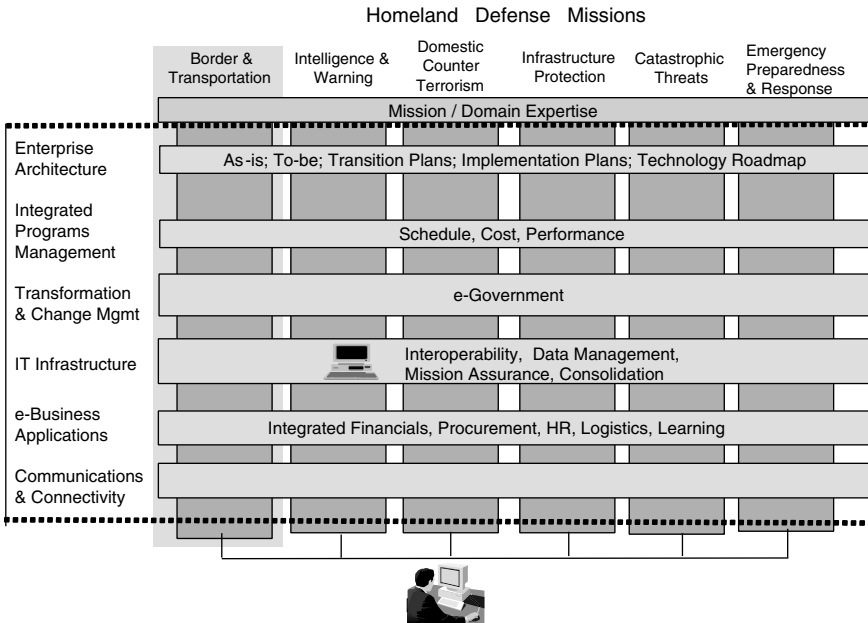 Homeland Defense Missions
Border &
Transportation
Intelligence &
Warning
Domestic
Counter
Terrorism
Infrastructure
Protection
Catastrophic
Threats
Emergency
Preparedness
& Response
Mission / Domain Expertise
Enterprise
Architecture
As-is; To-be; Transition Plans; Implementation Plans; Technology Roadmap
Integrated
Programs
Management
Schedule, Cost, Performance
Transformation
& Change Mgmt
e-Government
IT Infrastructure
Interoperability, Data Management,
Mission Assurance, Consolidation
e-Business
Applications
Integrated Financials, Procurement, HR, Logistics, Learning
Communications
& Connectivity